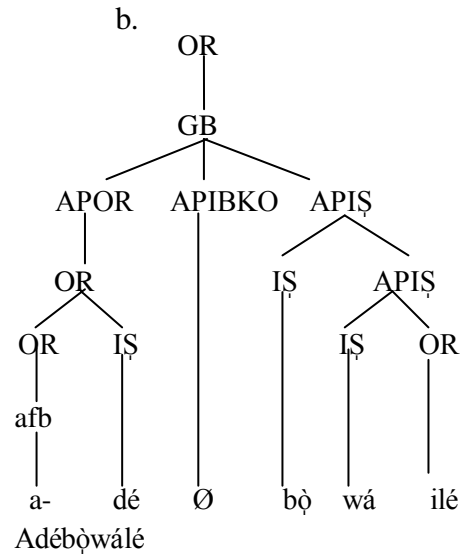 b.
OR
GB
APOR APIBKO APIṢ
OR IṢ APIṢ
OR IṢ IṢ OR
afb
a- dé Ø bọ̀ wá ilé
Adébọ̀wálé